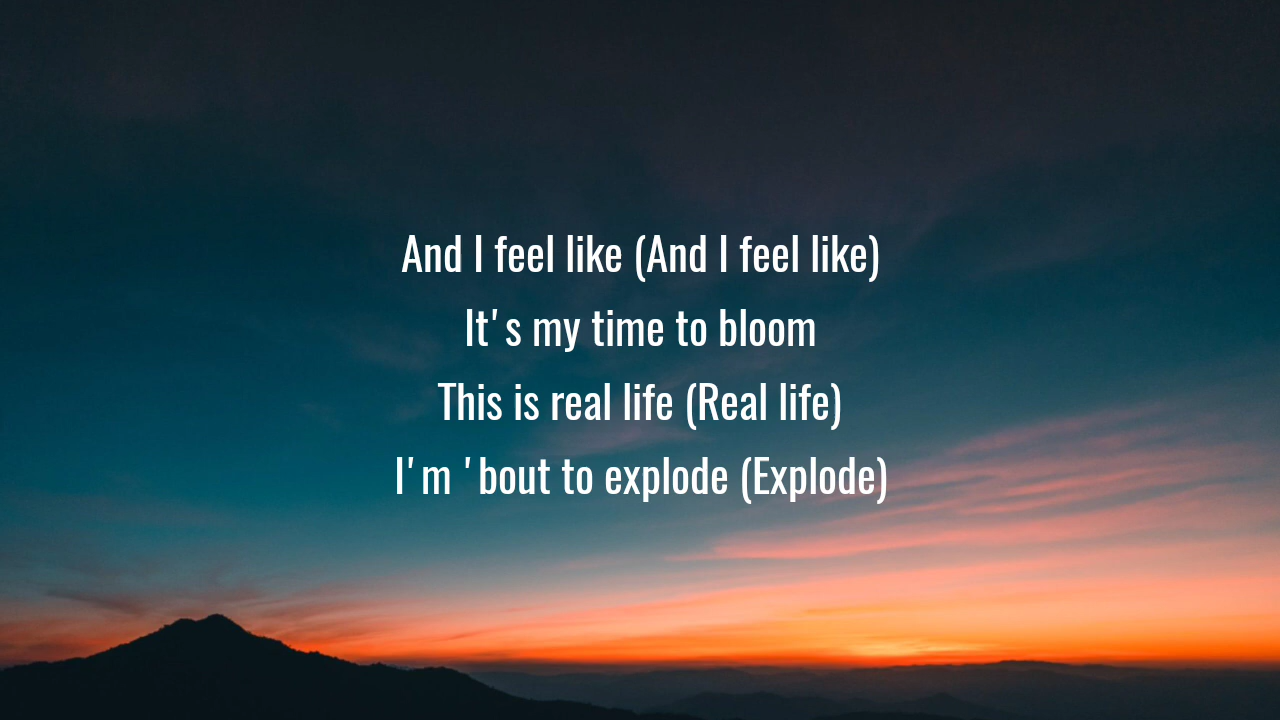 And I feel like (And I feel like)
It's my time to bloom
This is real life (Real life)
I'm 'bout to explode (Explode)